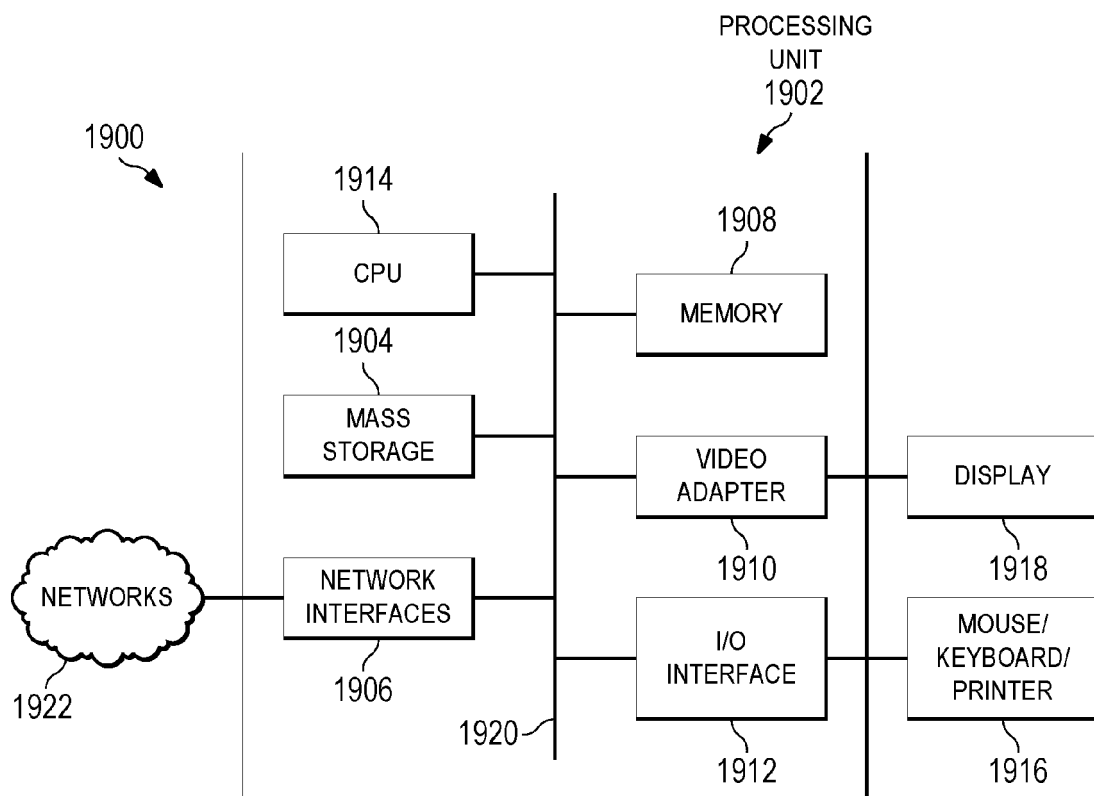 PROCESSING
UNIT
1902
1900
1914
CPU
1908
MEMORY
1904
MASS
STORAGE
VIDEO
ADAPTER
1910
DISPLAY
1918
NETWORKS
1922
NETWORK
INTERFACES
1906
1920
I/O
INTERFACE
1912
MOUSE/
KEYBOARD/
PRINTER
1916